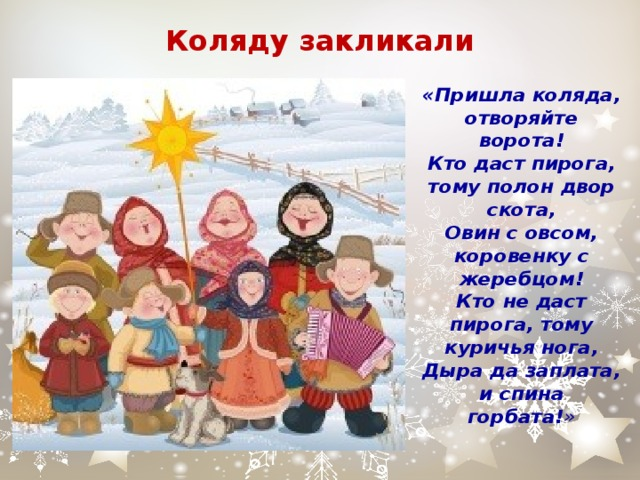 Коляду закликали
«Пришла коляда,
отворяйте
ворота!
Кто даст пирога,
тому полон двор
скота,
Овин с овсом,
коровенку с
жеребцом!
Кто не даст
пирога, тому
куричья нога,
Дыра да заплата,
и спина
горбата!»